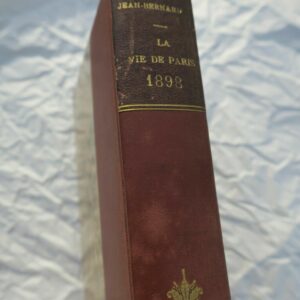 JEAN-BERNARD
LA
VIE DE PARIS
1898